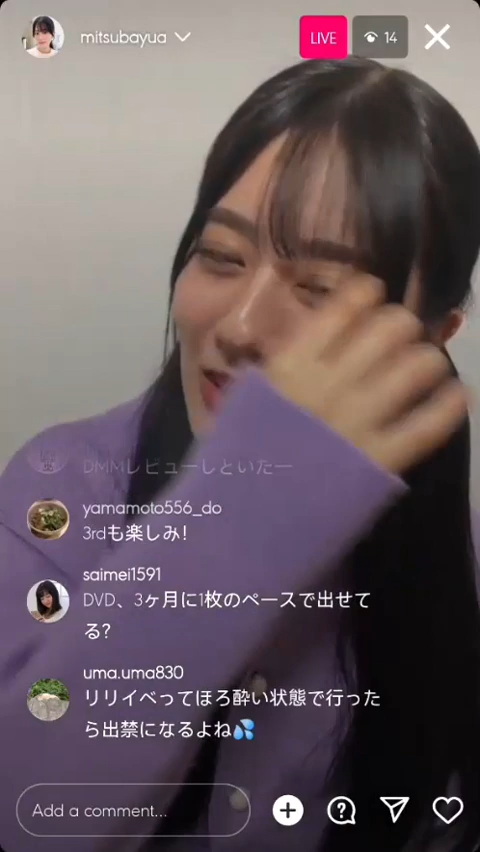 mitsubayua
LIVE
14
DMMレビューしといたー
yamamoto556_do
3rdも楽しみ!
saimei1591
DVD、3ヶ月に1枚のペースで出せて
る?
uma.uma830
リリイベってほろ酔い状態で行った
ら出禁になるよね💦
Add a comment...